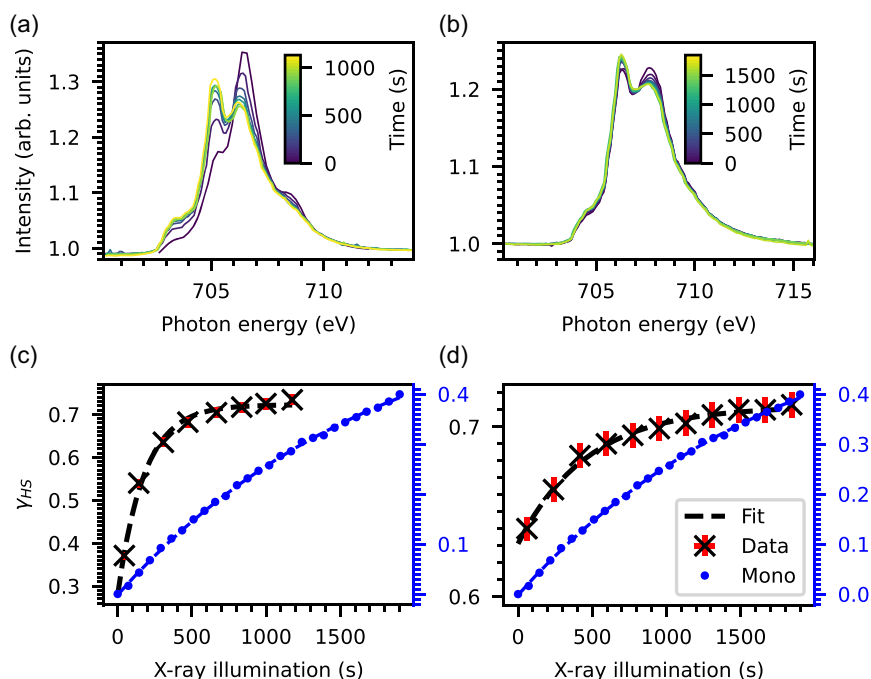 (a)
Intensity (arb. units)
1.3
1.2
1.1
1.0
705
710
Photon energy (eV)
1000
500
0
Time (s)
(b)
1.2
1.1
1.0
705
710
715
Photon energy (eV)
1500
1000
500
0
Time (s)
(c)
γHS
0.7
0.6
0.5
0.4
0.3
0
500
1000
1500
X-ray illumination (s)
0.4
0.1
(d)
0.7
0.6
0
500
1000
1500
X-ray illumination (s)
0.4
0.3
0.2
0.1
0.0
Fit
Data
Mono